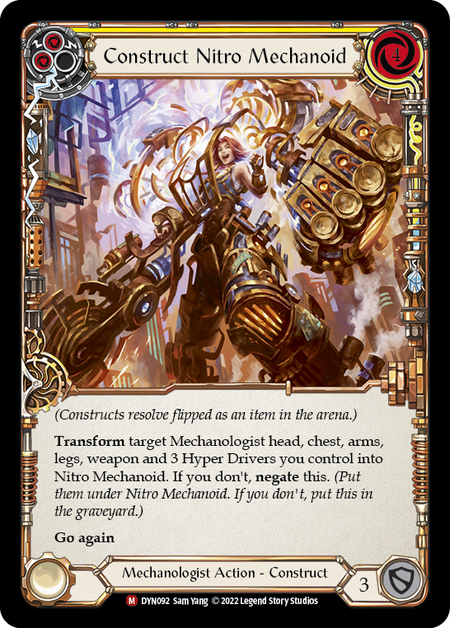 Construct Nitro Mechanoid
4
(Constructs resolve flipped as an item in the arena.)
Transform target Mechanologist head, chest, arms,
legs, weapon and 3 Hyper Drivers you control into
Nitro Mechanoid. If you don't, negate this. (Put
them under Nitro Mechanoid. If you don't, put this in
the graveyard.)
Go again
Mechanologist Action - Construct
3
M DYN092 Sam Yang © 2022 Legend Story Studios